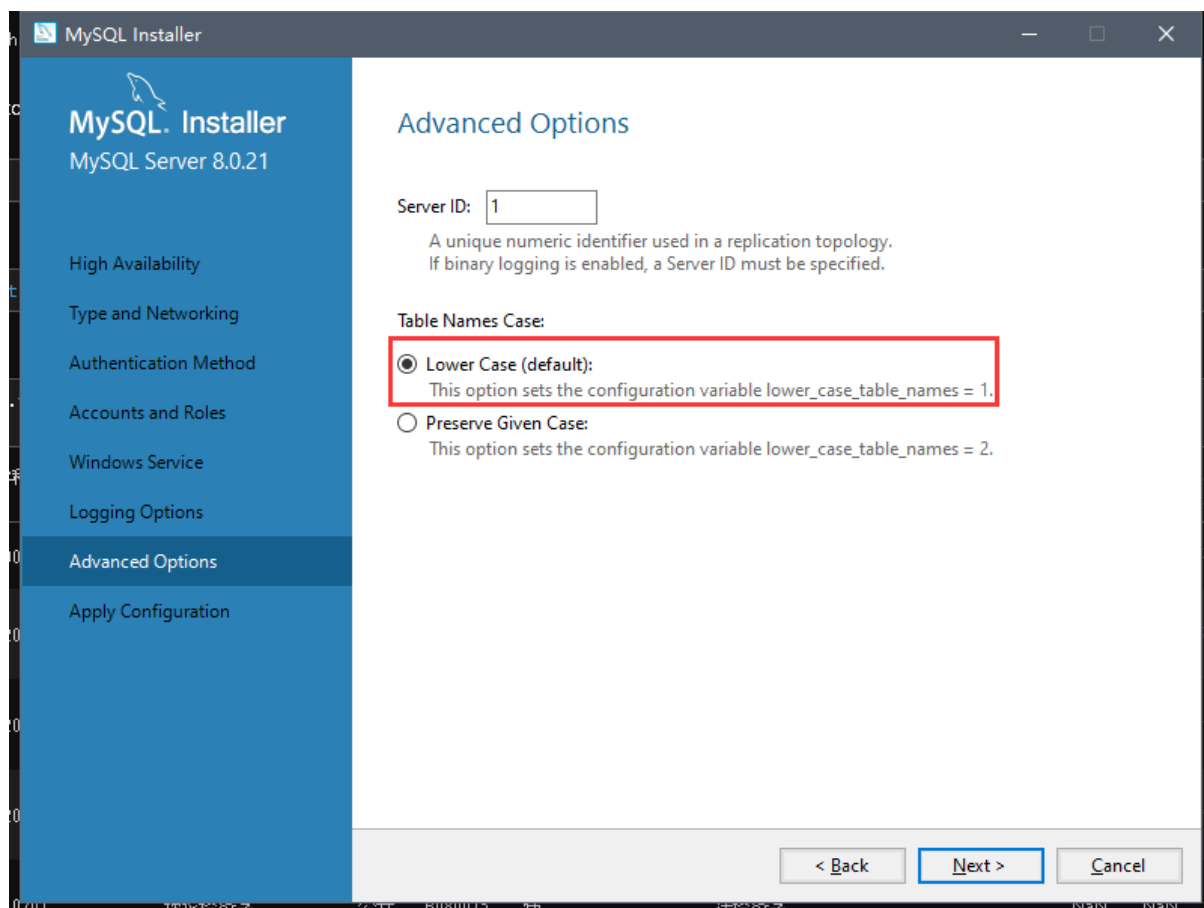 MySQL Installer
MySQL. Installer
MySQL Server 8.0.21
High Availability
Type and Networking
Authentication Method
Accounts and Roles
Windows Service
Logging Options
Advanced Options
Apply Configuration
Advanced Options
Server ID: 1
A unique numeric identifier used in a replication topology.
If binary logging is enabled, a Server ID must be specified.
Table Names Case:
Lower Case (default):
This option sets the configuration variable lower_case_table_names = 1.
Preserve Given Case:
This option sets the configuration variable lower_case_table_names = 2.
< Back
Next >
Cancel